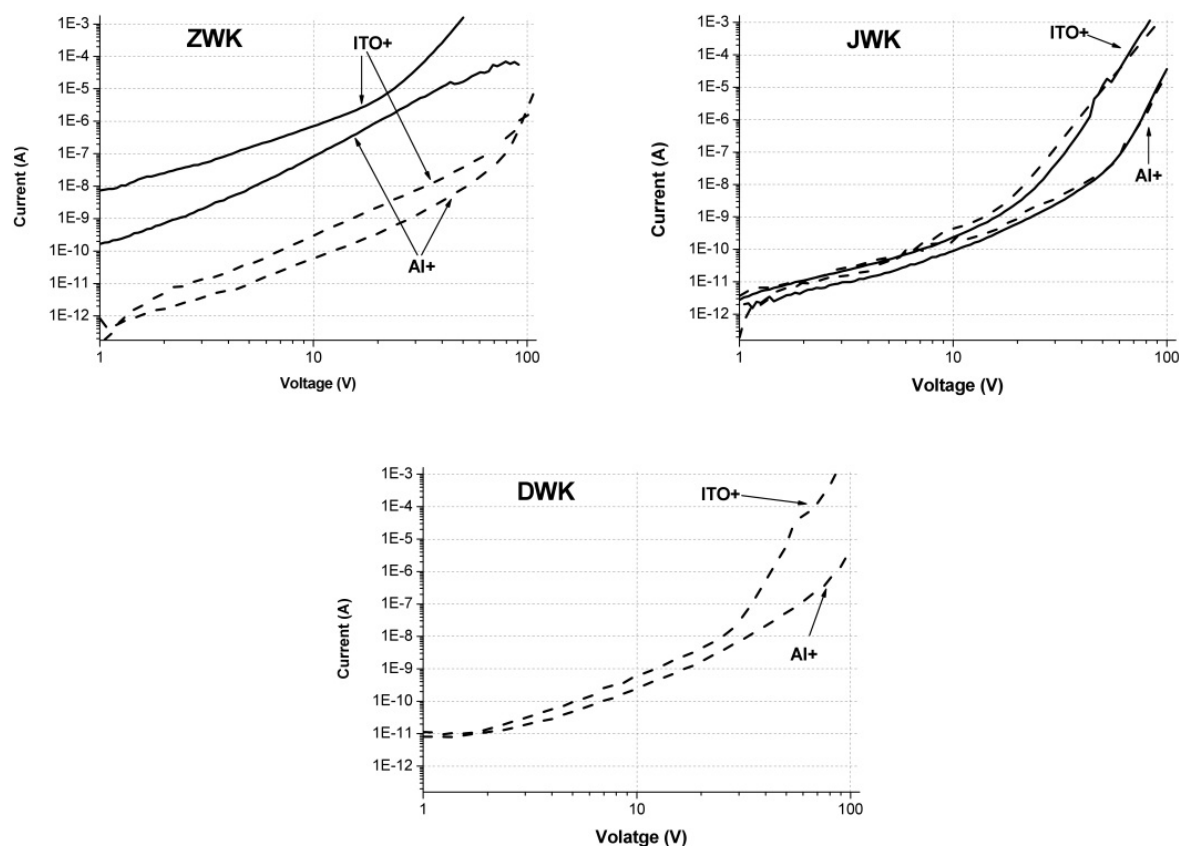 ZWK
ITO+
Al+
Current (A)
1E-3
1E-4
1E-5
1E-6
1E-7
1E-8
1E-9
1E-10
1E-11
1E-12
1
10
100
Voltage (V)
JWK
ITO+
Al+
Current (A)
1E-3
1E-4
1E-5
1E-6
1E-7
1E-8
1E-9
1E-10
1E-11
1E-12
1
10
100
Voltage (V)
DWK
ITO+
Al+
Current (A)
1E-3
1E-4
1E-5
1E-6
1E-7
1E-8
1E-9
1E-10
1E-11
1E-12
1
10
100
Volatge (V)